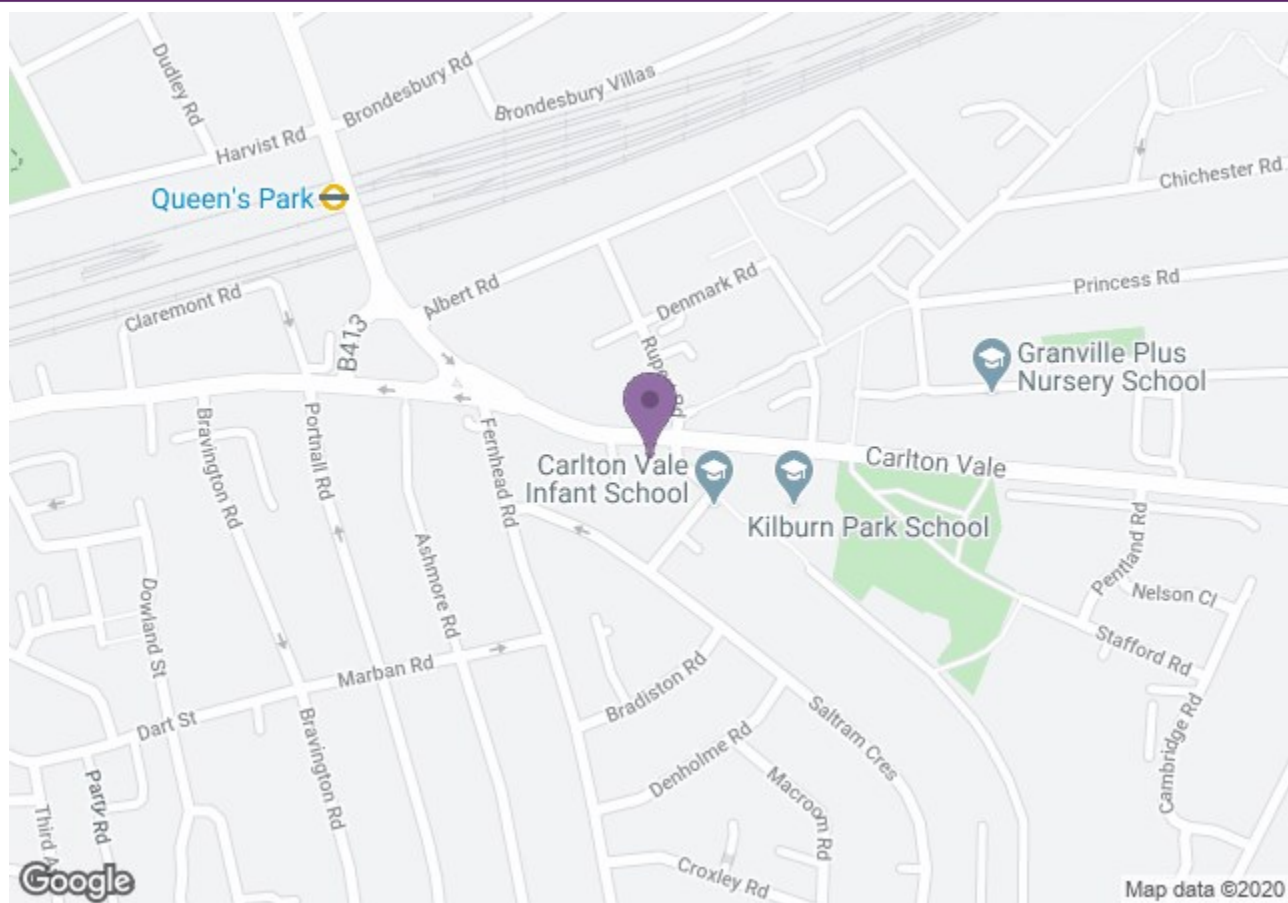 Dudley Rd
Brondesbury Rd
Brondesbury Villas
Harvist Rd
Chichester Rd
Queen's Park
Princess Rd
Denmark Rd
Claremont Rd
Albert Rd
B413
Granville Plus
Nursery School
Bravington Rd
Portnall Rd
Fernhead Rd
Carlton Vale
Infant School
Carlton Vale
Kilburn Park School
Ashmore Rd
Pentland Rd
Nelson Cl
Dowland St
Stafford Rd
Marban Rd
Bradiston Rd
Dart St
Saltram Cres
Bravington Rd
Denholme Rd
Cambridge Rd
Parry Rd
Macroom Rd
Third A
Croxley Rd
Google
Map data ©2020